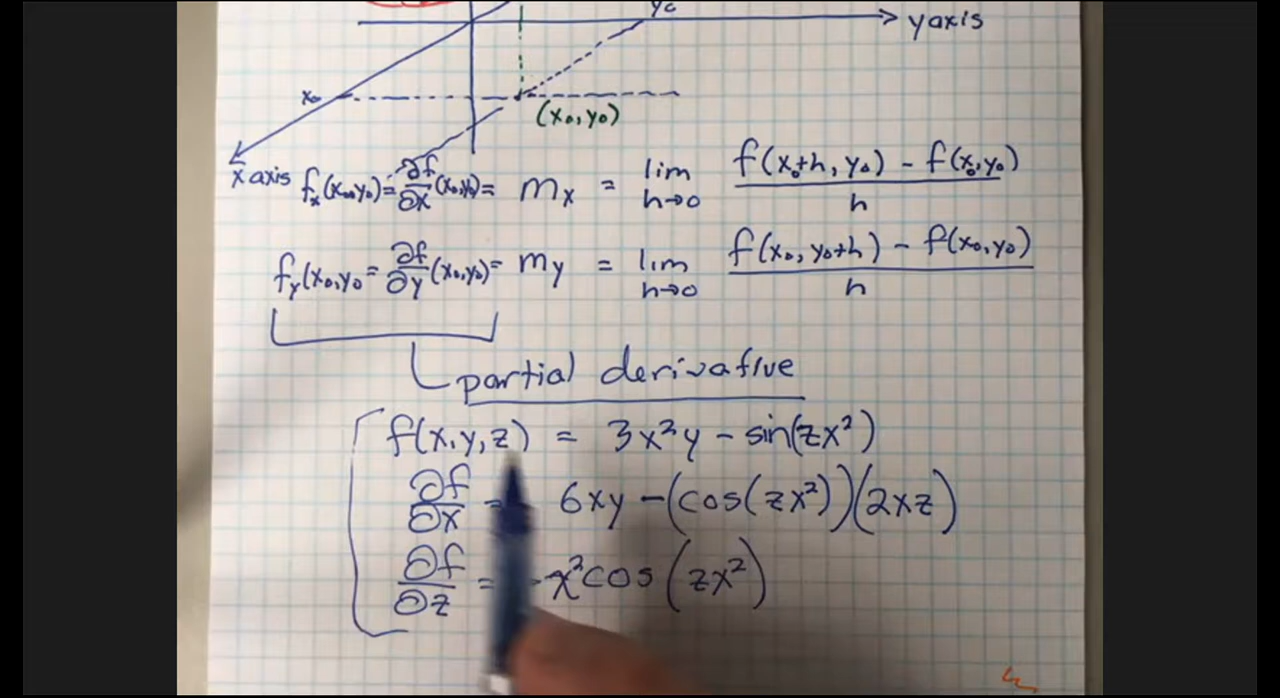 y axis
x₀
(x₀,y₀)
x axis
fₓ(x₀,y₀) = ∂f/∂x (x₀,y₀) = mₓ = lim h→0 f(x₀+h, y₀) - f(x₀,y₀) / h
f_y(x₀,y₀ = ∂f/∂y (x₀,y₀) = m_y = lim h→0 f(x₀, y₀+h) - f(x₀,y₀) / h
partial derivative
f(x,y,z) = 3x²y - sin(zx²)
∂f/∂x = 6xy - (cos(zx²))(2xz)
∂f/∂z = -x²cos(zx²)